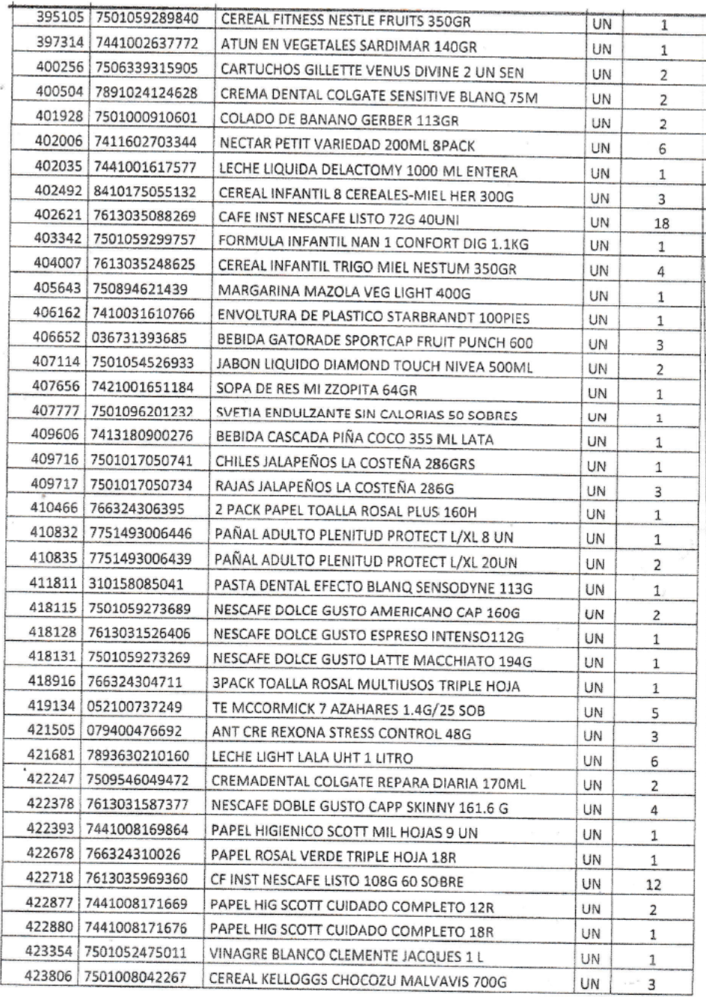 395105 7501059289840 CEREAL FITNESS NESTLE FRUITS 350GR UN 1
397314 7441002637772 ATUN EN VEGETALES SARDIMAR 140GR UN 1
400256 7506339315905 CARTUCHOS GILLETTE VENUS DIVINE 2 UN SEN UN 2
400504 7891024124628 CREMA DENTAL COLGATE SENSITIVE BLANQ 75M UN 2
401928 7501000910601 COLADO DE BANANO GERBER 113GR UN 2
402006 7411602703344 NECTAR PETIT VARIEDAD 200ML 8PACK UN 6
402035 7441001617577 LECHE LIQUIDA DELACTOMY 1000 ML ENTERA UN 1
402492 8410175055132 CEREAL INFANTIL 8 CEREALES-MIEL HER 300G UN 3
402621 7613035088269 CAFE INST NESCAFE LISTO 72G 40UNI UN 18
403342 7501059299757 FORMULA INFANTIL NAN 1 CONFORT DIG 1.1KG UN 1
404007 7613035248625 CEREAL INFANTIL TRIGO MIEL NESTUM 350GR UN 4
405643 750894621439 MARGARINA MAZOLA VEG LIGHT 400G UN 1
406162 7410031610766 ENVOLTURA DE PLASTICO STARBRANDT 100PIES UN 1
406652 036731393685 BEBIDA GATORADE SPORTCAP FRUIT PUNCH 600 UN 3
407114 7501054526933 JABON LIQUIDO DIAMOND TOUCH NIVEA 500ML UN 2
407656 7421001651184 SOPA DE RES MI ZZOPITA 64GR UN 1
407777 7501096201232 SVETIA ENDULZANTE SIN CALORIAS 50 SOBRES UN 1
409606 7413180900276 BEBIDA CASCADA PIÑA COCO 355 ML LATA UN 1
409716 7501017050741 CHILES JALAPEÑOS LA COSTEÑA 286GRS UN 1
409717 7501017050734 RAJAS JALAPEÑOS LA COSTEÑA 286G UN 3
410466 766324306395 2 PACK PAPEL TOALLA ROSAL PLUS 160H UN 1
410832 7751493006446 PAÑAL ADULTO PLENITUD PROTECT L/XL 8 UN UN 1
410835 7751493006439 PAÑAL ADULTO PLENITUD PROTECT L/XL 20UN UN 2
411811 310158085041 PASTA DENTAL EFECTO BLANQ SENSODYNE 113G UN 1
418115 7501059273689 NESCAFE DOLCE GUSTO AMERICANO CAP 160G UN 2
418128 7613031526406 NESCAFE DOLCE GUSTO ESPRESO INTENSO112G UN 1
418131 7501059273269 NESCAFE DOLCE GUSTO LATTE MACCHIATO 194G UN 1
418916 766324304711 3PACK TOALLA ROSAL MULTIUSOS TRIPLE HOJA UN 1
419134 052100737249 TE MCCORMICK 7 AZAHARES 1.4G/25 SOB UN 5
421505 079400476692 ANT CRE REXONA STRESS CONTROL 48G UN 3
421681 7893630210160 LECHE LIGHT LALA UHT 1 LITRO UN 6
422247 7509546049472 CREMADENTAL COLGATE REPARA DIARIA 170ML UN 2
422378 7613031587377 NESCAFE DOBLE GUSTO CAPP SKINNY 161.6 G UN 4
422393 7441008169864 PAPEL HIGIENICO SCOTT MIL HOJAS 9 UN UN 1
422678 766324310026 PAPEL ROSAL VERDE TRIPLE HOJA 18R UN 1
422718 7613035969360 CF INST NESCAFE LISTO 108G 60 SOBRE UN 12
422877 7441008171669 PAPEL HIG SCOTT CUIDADO COMPLETO 12R UN 2
422880 7441008171676 PAPEL HIG SCOTT CUIDADO COMPLETO 18R UN 1
423354 7501052475011 VINAGRE BLANCO CLEMENTE JACQUES 1 L UN 1
423806 7501008042267 CEREAL KELLOGGS CHOCOZU MALVAVIS 700G UN 3